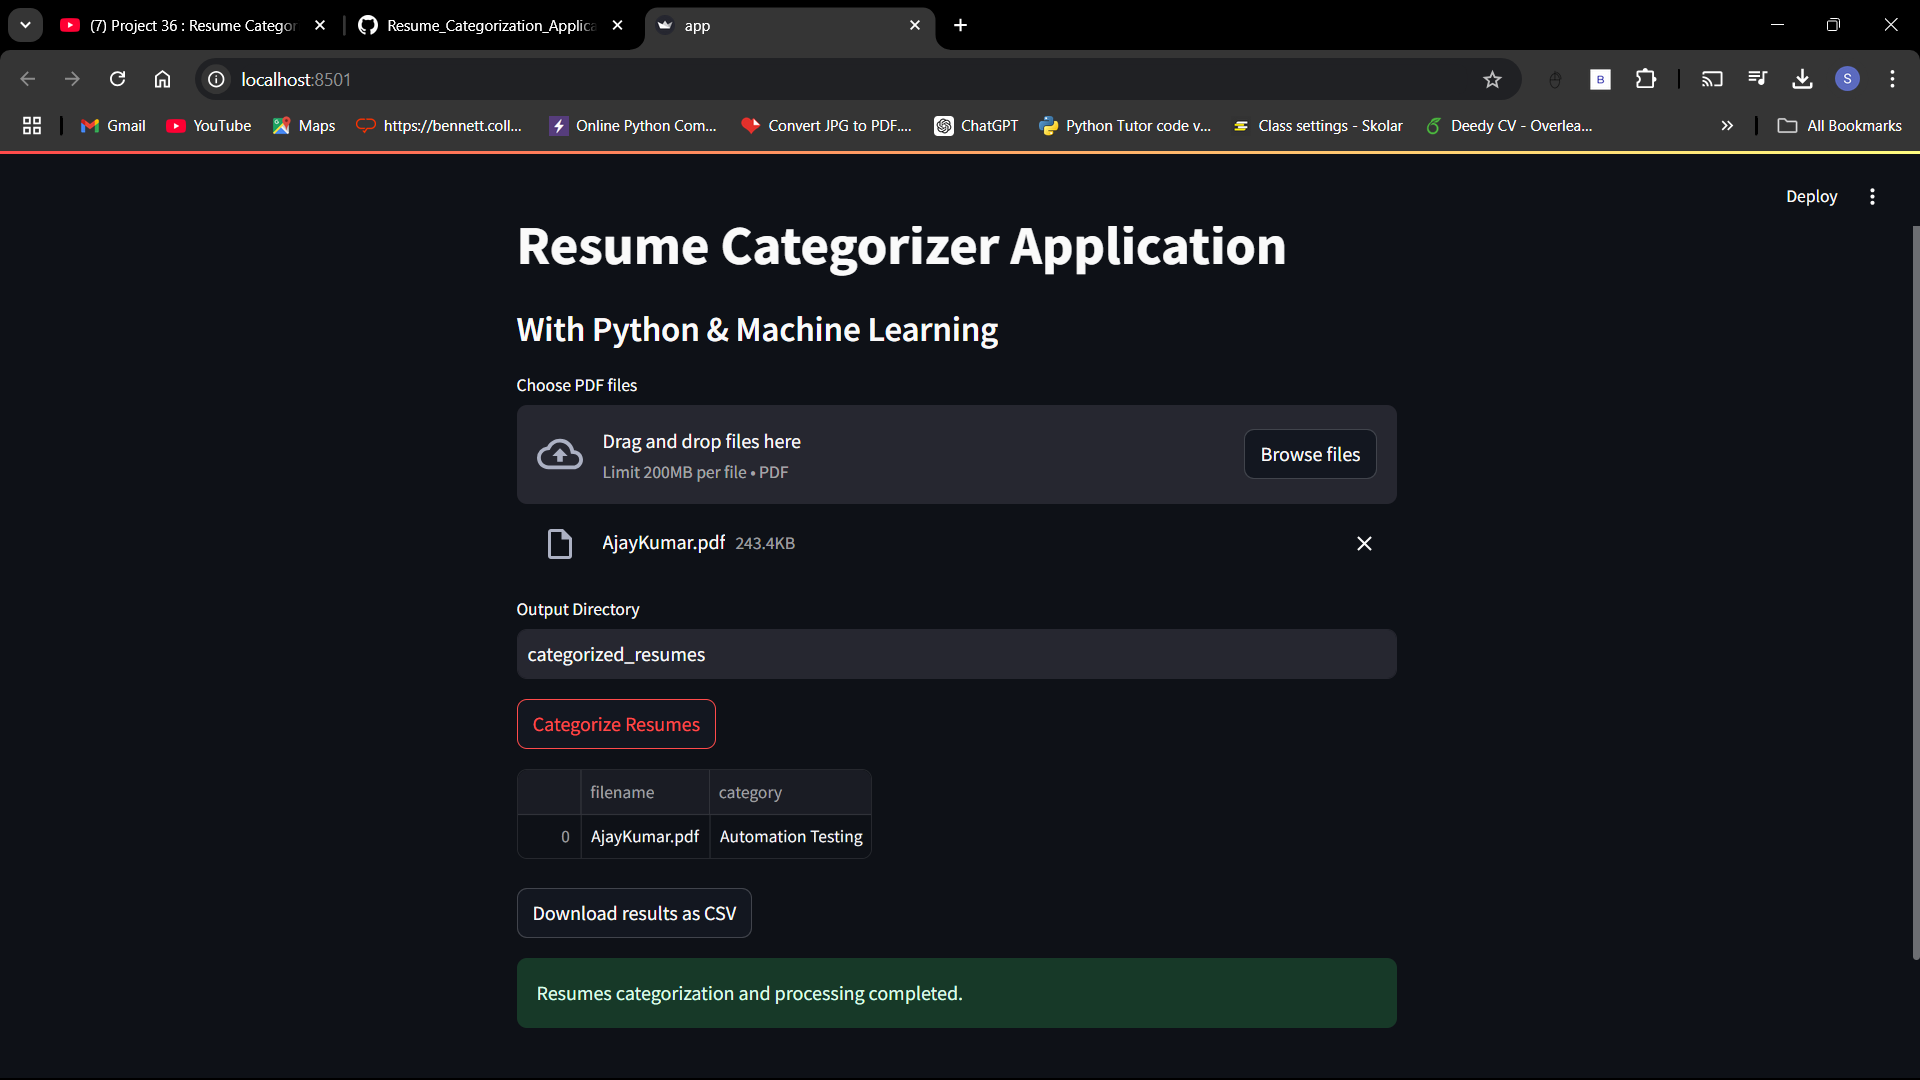 (7) Project 36 : Resume Categor
Resume_Categorization_Applica
app
localhost:8501
B
S
Gmail
YouTube
Maps
https://bennett.coll...
Online Python Com...
Convert JPG to PDF....
ChatGPT
Python Tutor code v...
Class settings - Skolar
Deedy CV - Overlea...
All Bookmarks
Deploy
Resume Categorizer Application
With Python & Machine Learning
Choose PDF files
Drag and drop files here
Limit 200MB per file • PDF
Browse files
AjayKumar.pdf 243.4KB
Output Directory
categorized_resumes
Categorize Resumes
filename category
0 AjayKumar.pdf Automation Testing
Download results as CSV
Resumes categorization and processing completed.